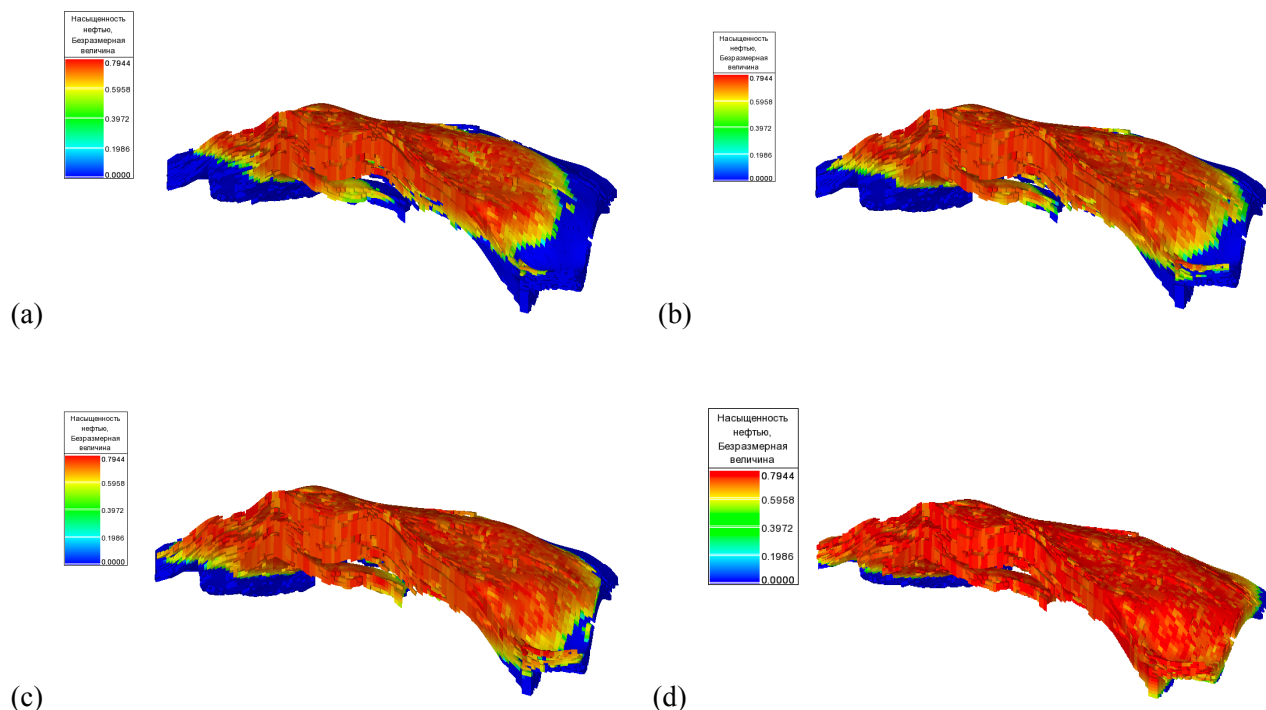 Насыщенность
нефтью,
Безразмерная
величина
0.7944
0.5958
0.3972
0.1986
0.0000
(a)
Насыщенность
нефтью,
Безразмерная
величина
0.7944
0.5958
0.3972
0.1986
0.0000
(b)
Насыщенность
нефтью,
Безразмерная
величина
0.7944
0.5958
0.3972
0.1986
0.0000
(c)
Насыщенность
нефтью,
Безразмерная
величина
0.7944
0.5958
0.3972
0.1986
0.0000
(d)